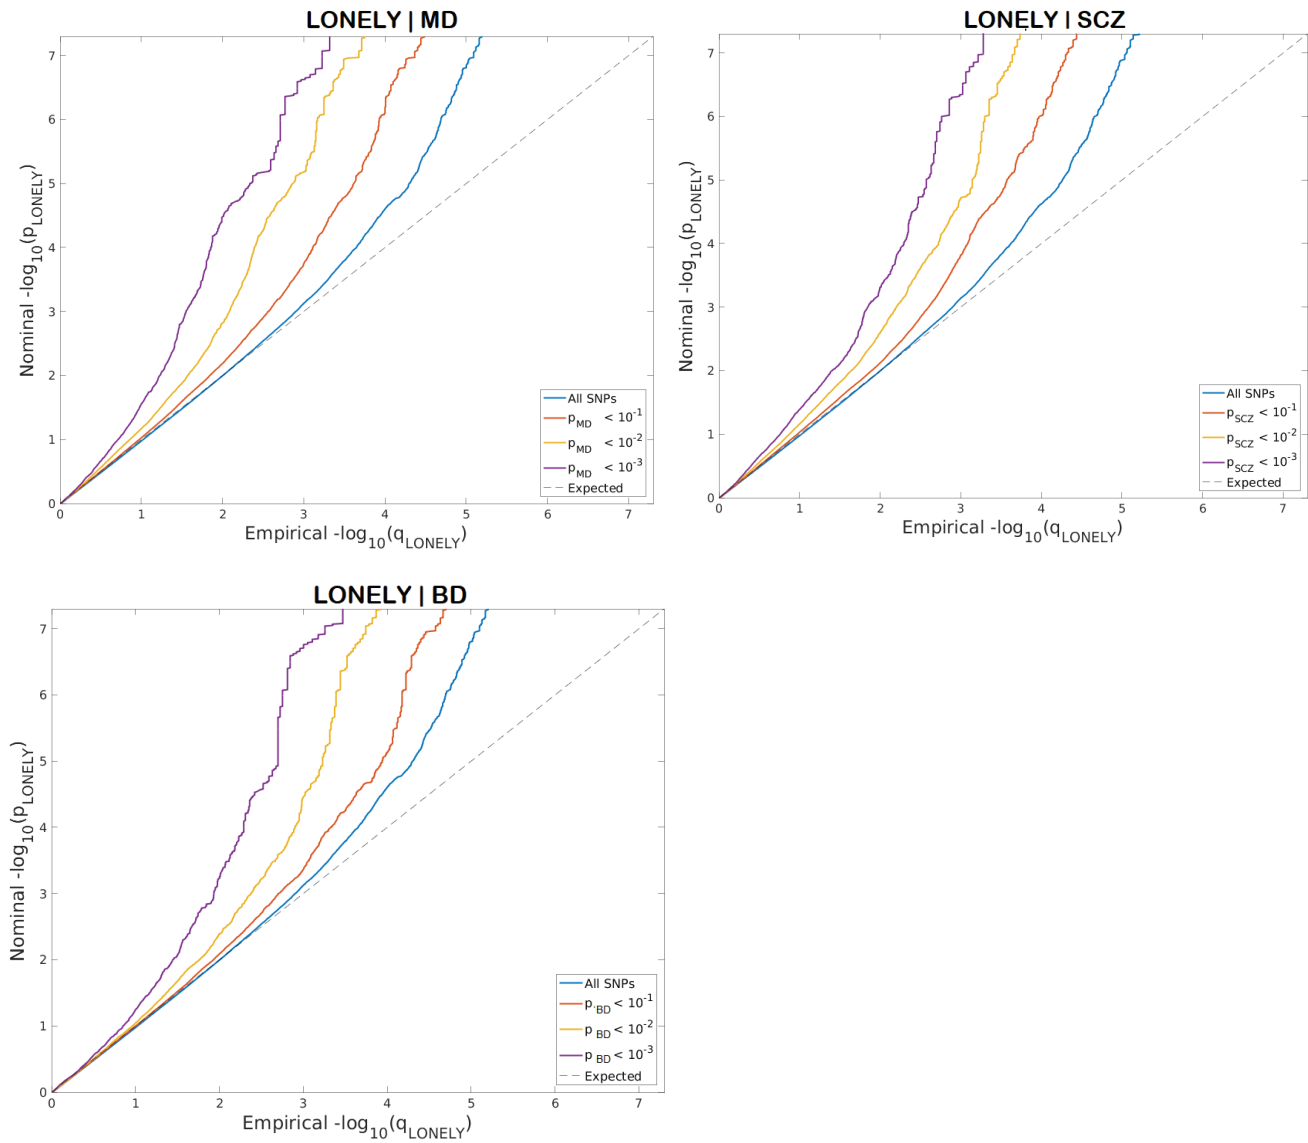 LONELY | MD
7
6
5
4
3
2
1
0
Nominal -log10(pLONELY)
All SNPs
pMD < 10-1
pMD < 10-2
pMD < 10-3
Expected
0 1 2 3 4 5 6 7
Empirical -log10(qLONELY)
LONELY | SCZ
7
6
5
4
3
2
1
0
Nominal -log10(pLONELY)
All SNPs
pSCZ < 10-1
pSCZ < 10-2
pSCZ < 10-3
Expected
0 1 2 3 4 5 6 7
Empirical -log10(qLONELY)
LONELY | BD
7
6
5
4
3
2
1
0
Nominal -log10(pLONELY)
All SNPs
p BD < 10-1
p BD < 10-2
p BD < 10-3
Expected
0 1 2 3 4 5 6 7
Empirical -log10(qLONELY)